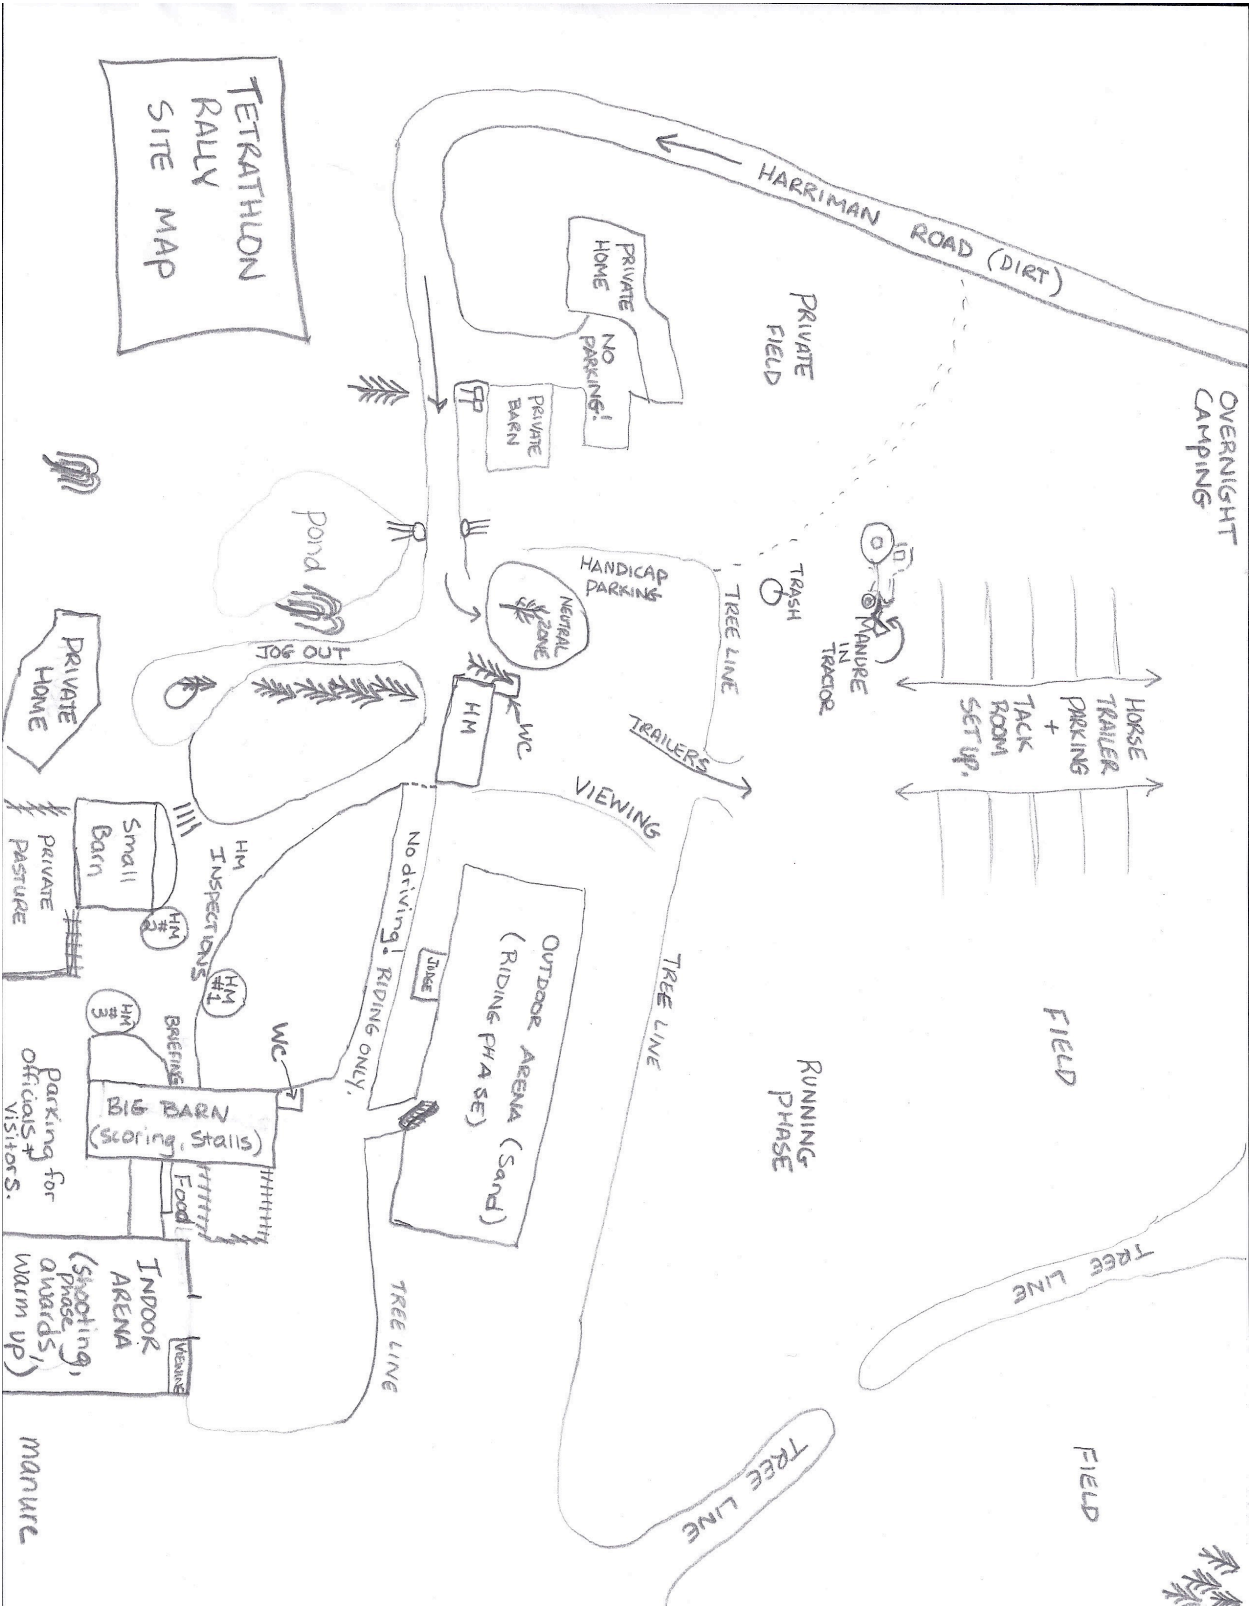 TETRATHLON
RALLY
SITE MAP
HARRIMAN ROAD (DIRT)
OVERNIGHT
CAMPING
PRIVATE
FIELD
PRIVATE
HOME
NO
PARKING!
PRIVATE
BARN
pond
HANDICAP
PARKING
NEUTRAL
ZONE
TREE LINE
TRASH
MANURE
IN
TRACTOR
HORSE
TRAILER
PARKING
+
TACK
ROOM
SET UP.
JOG OUT
HM
WC
TRAILERS
VIEWING
PRIVATE
HOME
Small
Barn
PRIVATE
PASTURE
HM
INSPECTIONS
HM
#2
HM
#1
HM
#3
BRIEFING
No driving! RIDING ONLY.
JUDGE
OUTDOOR ARENA (Sand)
(RIDING PHASE)
TREE LINE
FIELD
RUNNING
PHASE
WC
BIG BARN
(scoring, stalls)
parking for
officials +
visitors.
Food
INDOOR
ARENA
(shooting
phase,
awards,
warm up)
VIEWING
TREE LINE
TREE LINE
TREE LINE
FIELD
manure